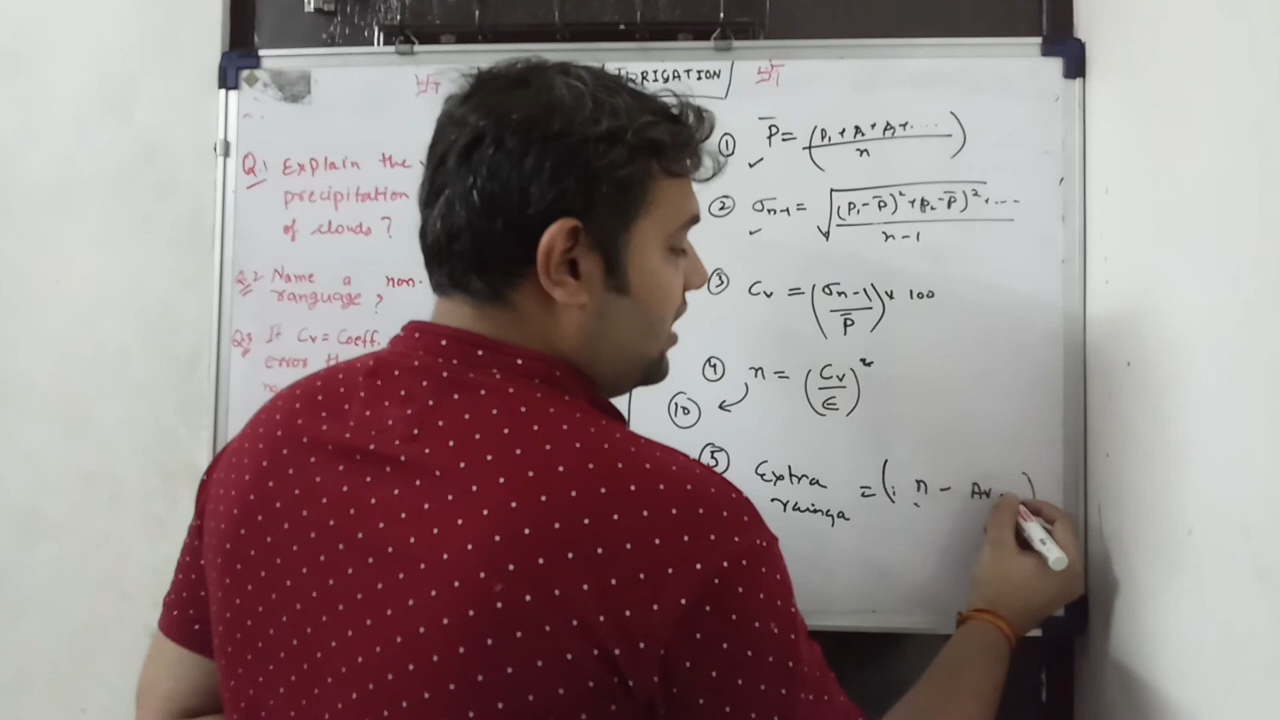 IRRIGATION
Q.1 Explain the
precipitation
of clouds ?
Q.2 Name a non-
ranguage ?
Q3 If Cv = Coeff.
error
① P̄ = (P₁ + P₂ + P₃ + .... / n)
② σn-1 = √((P₁ - P̄)² + (P₂ - P̄)² + .... / n-1)
③ Cv = (σn-1 / P̄) × 100
④ n = (Cv / ∈)²
⑩
⑤ Extra
rainga = (: n - Av. )